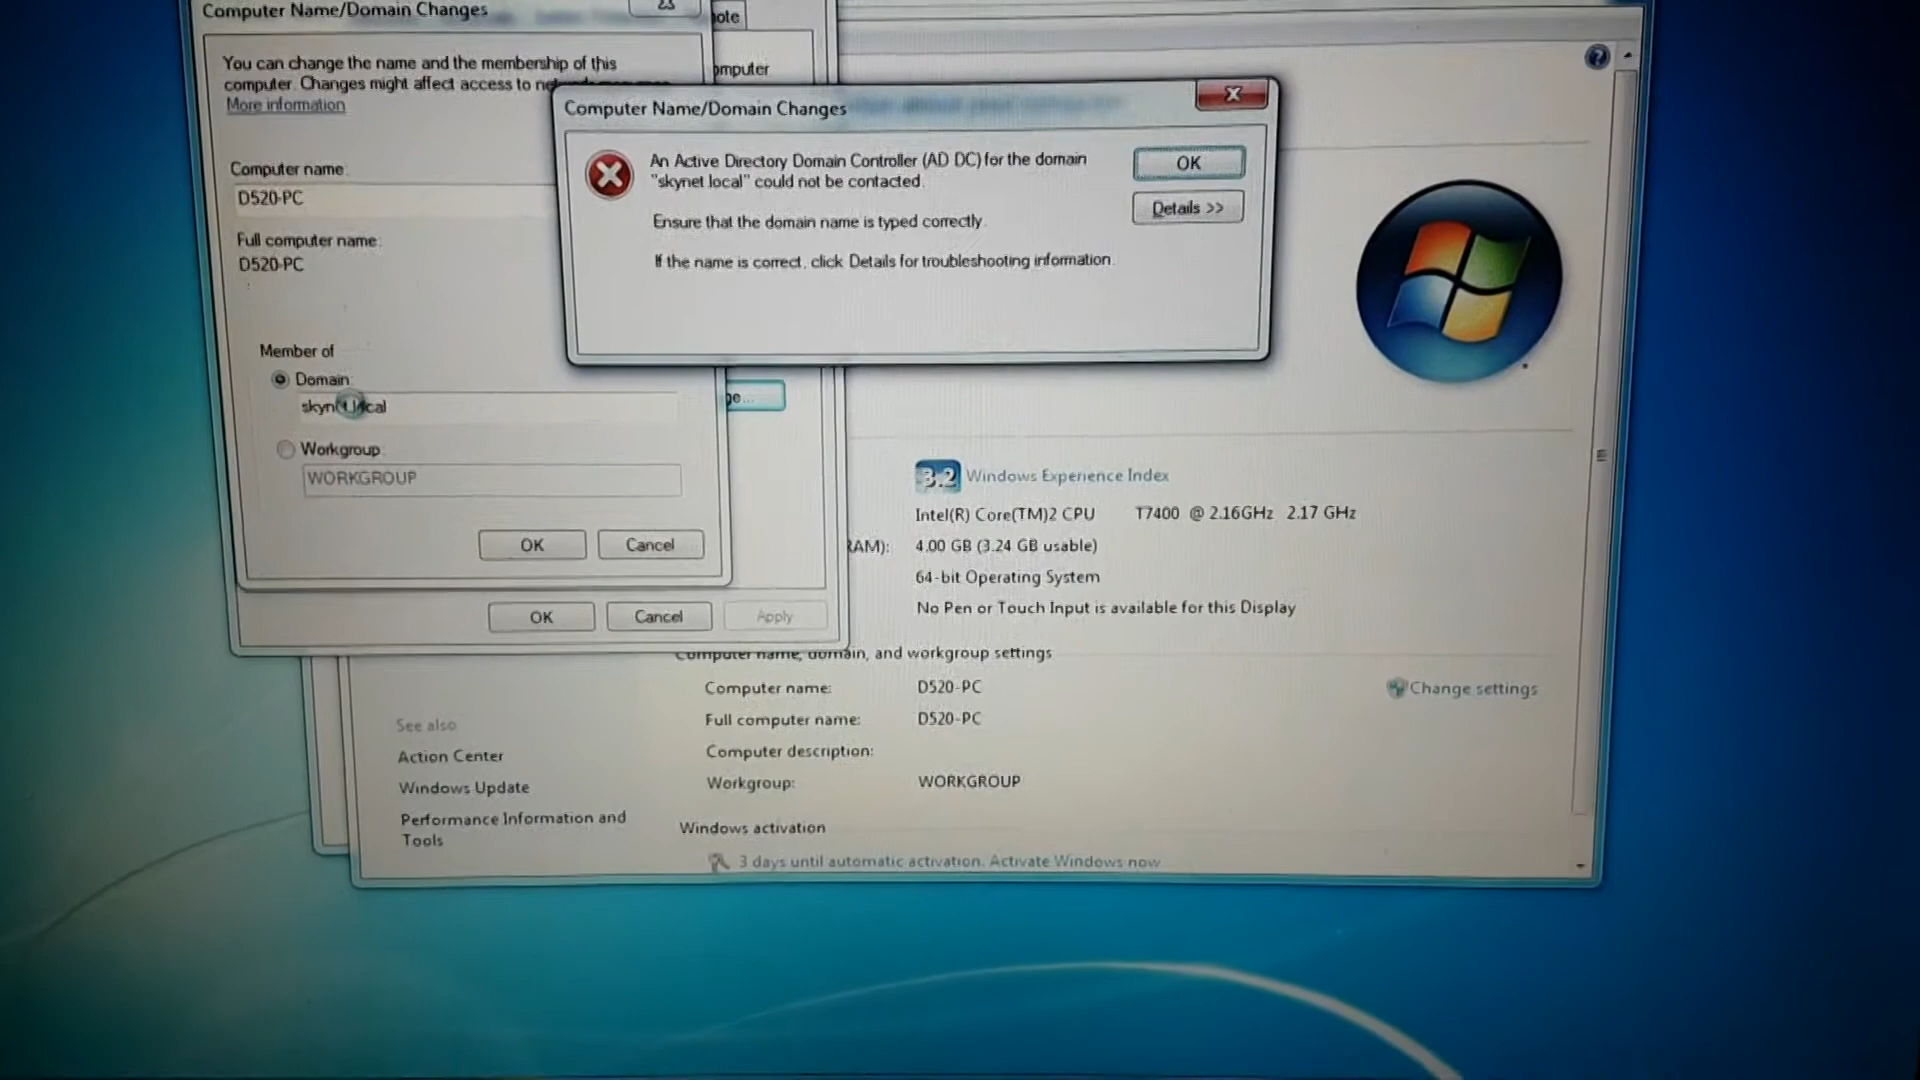 Computer Name/Domain Changes
You can change the name and the membership of this
computer. Changes might affect access to
More information
Computer name:
D520-PC
Full computer name:
D520-PC
Member of
Domain:
Workgroup:
WORKGROUP
OK
Cancel
OK
Cancel
Apply
Computer Name/Domain Changes
An Active Directory Domain Controller (AD DC) for the domain
"skynet.local" could not be contacted.
Ensure that the domain name is typed correctly.
If the name is correct, click Details for troubleshooting information.
OK
Details >>
3.2 Windows Experience Index
Intel(R) Core(TM)2 CPU T7400 @ 2.16GHz 2.17 GHz
RAM): 4.00 GB (3.24 GB usable)
64-bit Operating System
No Pen or Touch Input is available for this Display
Computer name, domain, and workgroup settings
Computer name: D520-PC
Change settings
Full computer name: D520-PC
Computer description:
Workgroup: WORKGROUP
Windows activation
3 days until automatic activation. Activate Windows now
See also
Action Center
Windows Update
Performance Information and
Tools